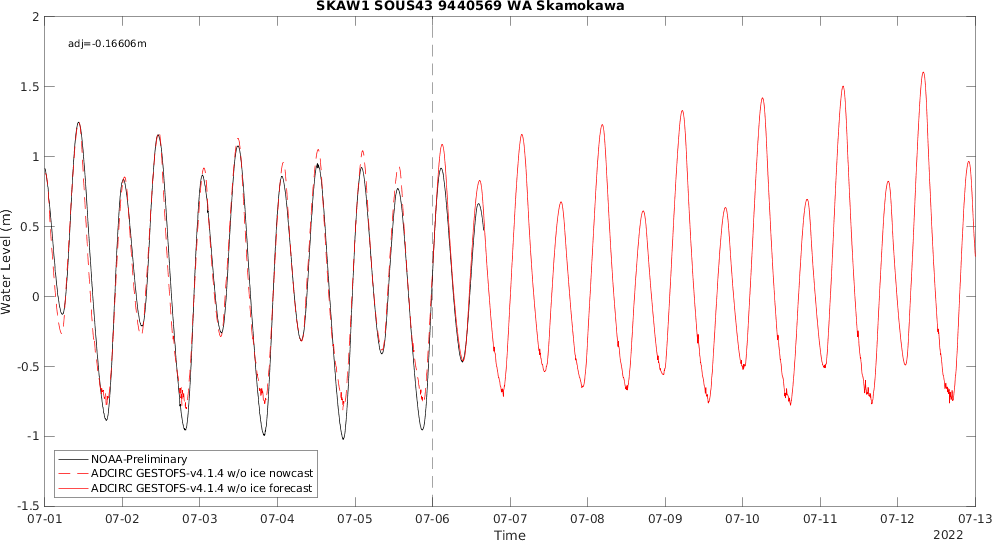 SKAW1 SOUS43 9440569 WA Skamokawa
adj=-0.16606m
2
1.5
1
0.5
0
-0.5
-1
-1.5
Water Level (m)
NOAA-Preliminary
ADCIRC GESTOFS-v4.1.4 w/o ice nowcast
ADCIRC GESTOFS-v4.1.4 w/o ice forecast
07-01 07-02 07-03 07-04 07-05 07-06 07-07 07-08 07-09 07-10 07-11 07-12 07-13
Time
2022